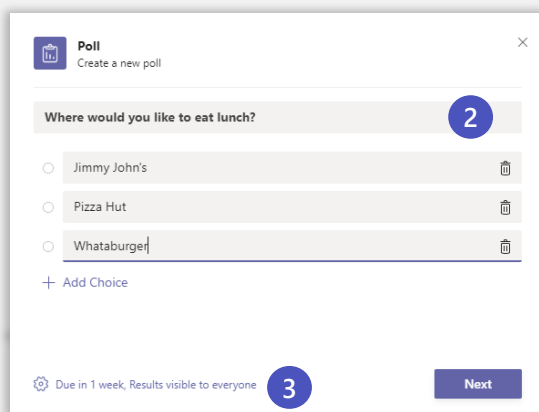 Poll
Create a new poll
Where would you like to eat lunch?
2
Jimmy John's
Pizza Hut
Whataburger
+ Add Choice
Due in 1 week, Results visible to everyone
3
Next